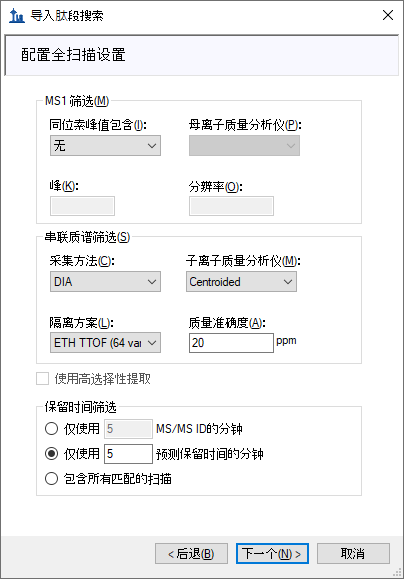 导入肽段搜索
配置全扫描设置
MS1 筛选(M)
同位素峰值包含(I): 母离子质量分析仪(P):
无
峰(K): 分辨率(O):
串联质谱筛选(S)
采集方法(C): 子离子质量分析仪(M):
DIA Centroided
隔离方案(L): 质量准确度(A):
ETH TTOF (64 var 20 ppm
使用高选择性提取
保留时间筛选
仅使用 5 MS/MS ID的分钟
仅使用 5 预测保留时间的分钟
包含所有匹配的扫描
< 后退(B) 下一个(N) > 取消